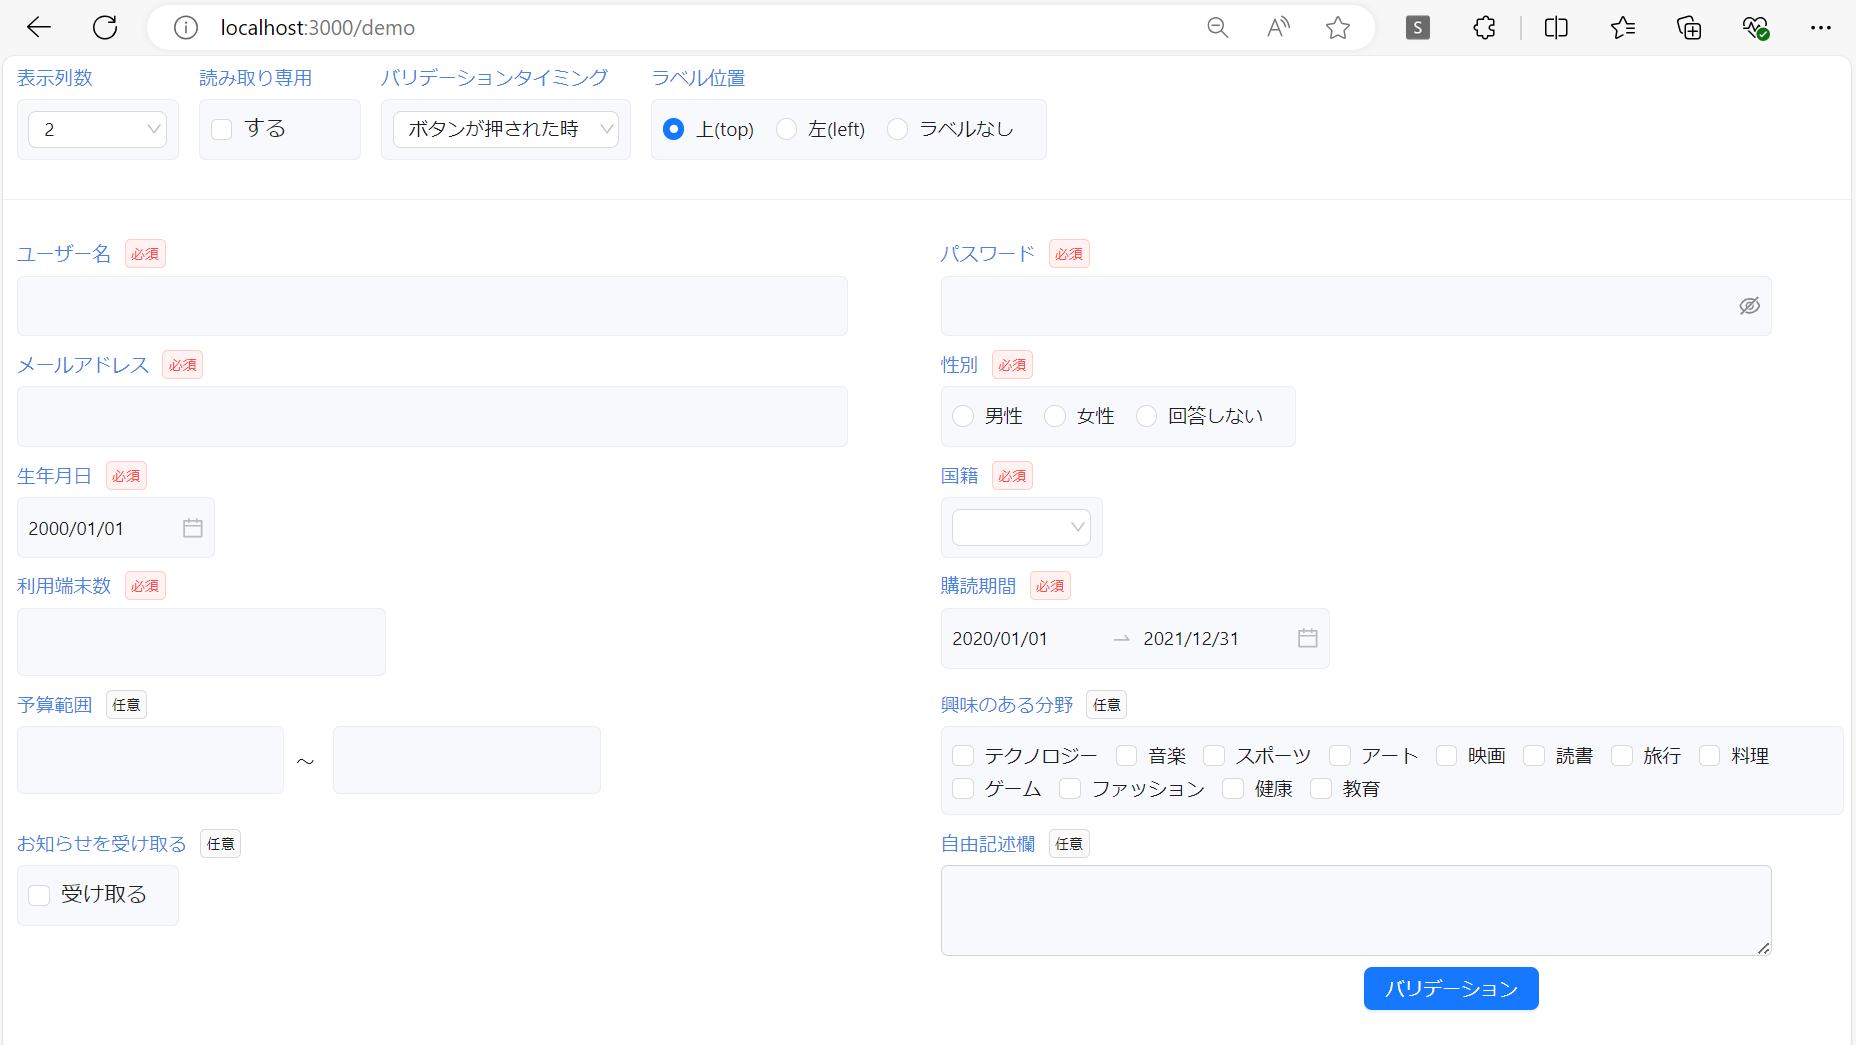 localhost:3000/demo
S
表示列数 読み取り専用 バリデーションタイミング ラベル位置
2 する ボタンが押された時 上(top) 左(left) ラベルなし
ユーザー名 必須 パスワード 必須
メールアドレス 必須 性別 必須
男性 女性 回答しない
生年月日 必須 国籍 必須
2000/01/01
利用端末数 必須 購読期間 必須
2020/01/01 → 2021/12/31
予算範囲 任意 興味のある分野 任意
～ テクノロジー 音楽 スポーツ アート 映画 読書 旅行 料理
ゲーム ファッション 健康 教育
お知らせを受け取る 任意 自由記述欄 任意
受け取る
バリデーション